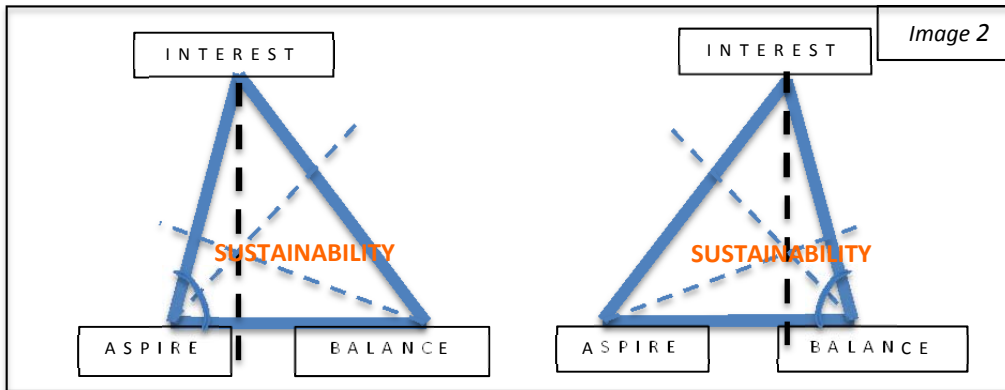 Image 2
INTEREST
INTEREST
SUSTAINABILITY
SUSTAINABILITY
ASPIRE
BALANCE
ASPIRE
BALANCE